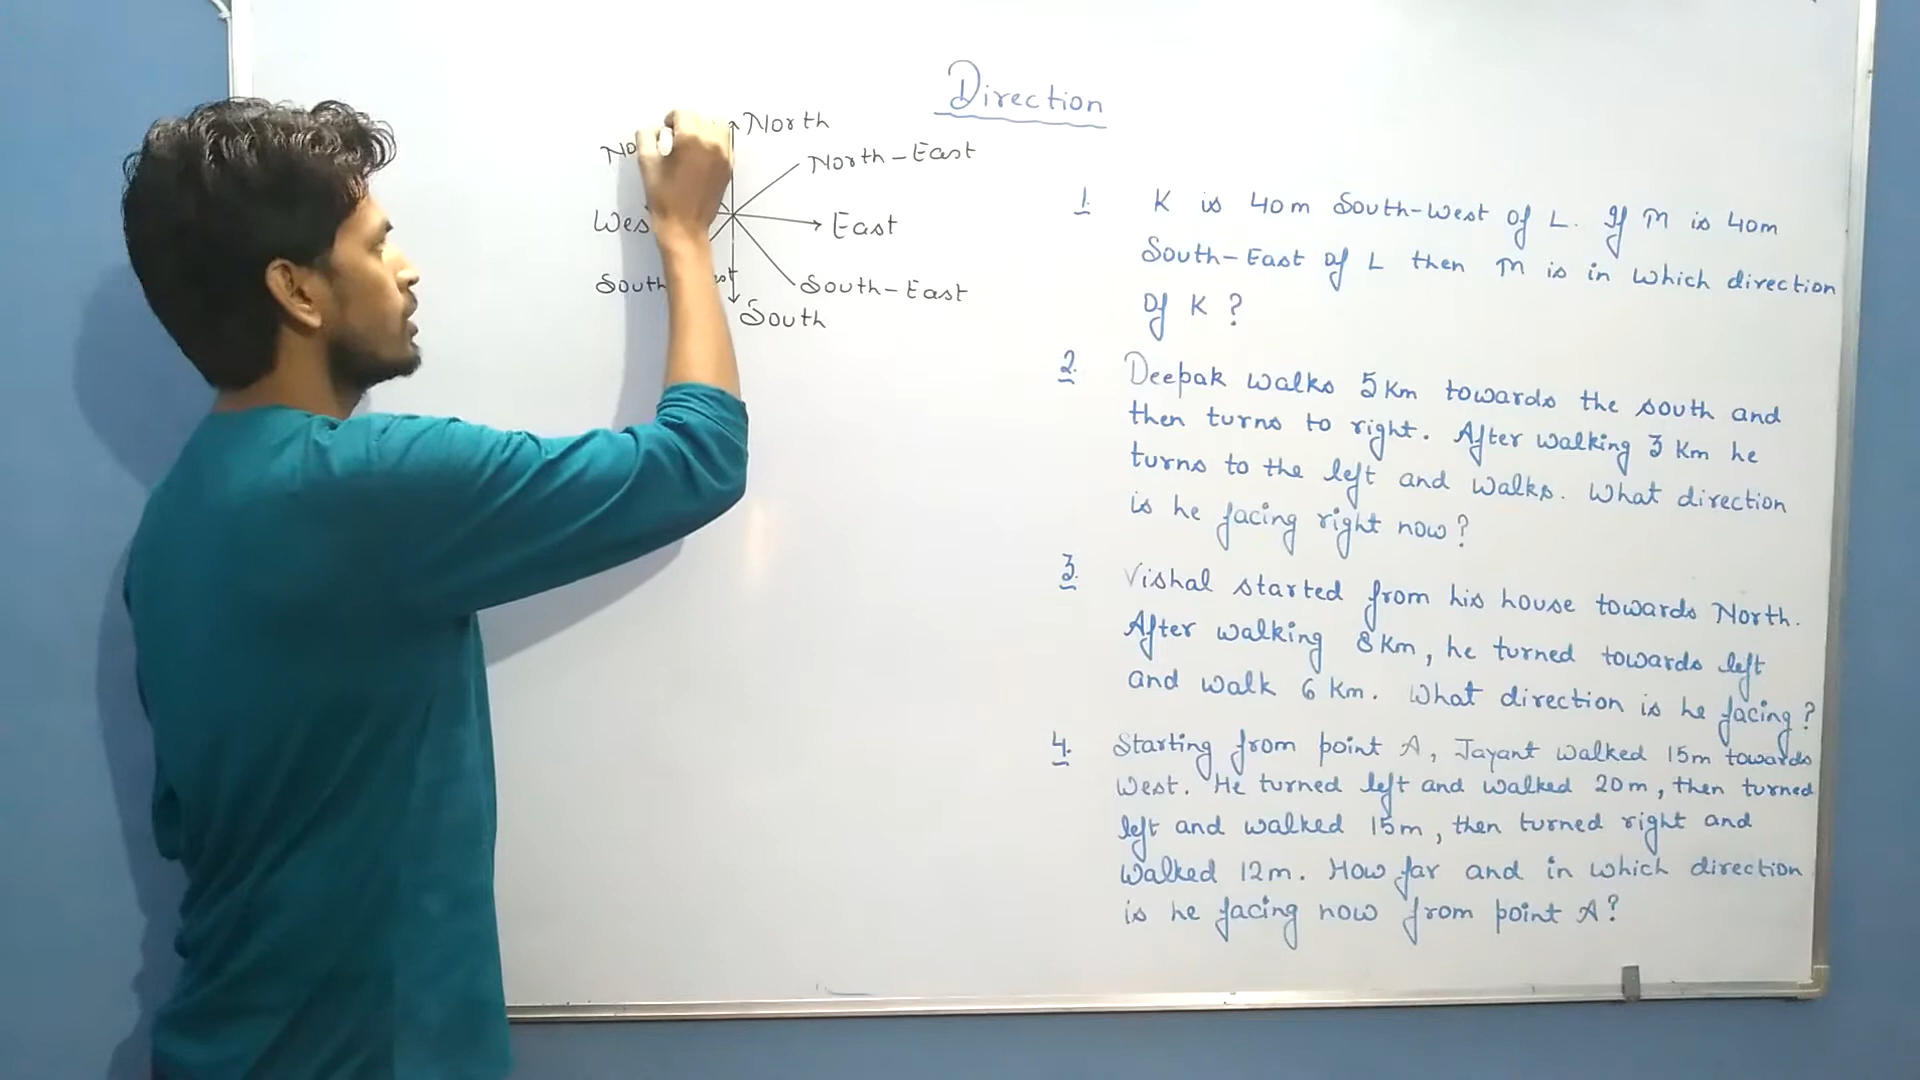 Direction
North
North-East
East
South-East
South
South
1. K is 40m South-West of L. If M is 40m
South-East of L then M is in which direction
of K ?
2. Deepak walks 5 Km towards the south and
then turns to right. After walking 3 Km he
turns to the left and walks. What direction
is he facing right now?
3. Vishal started from his house towards North.
After walking 8 Km, he turned towards left
and walk 6 Km. What direction is he facing?
4. Starting from point A, Jayant walked 15m towards
West. He turned left and walked 20m, then turned
left and walked 15m, then turned right and
walked 12m. How far and in which direction
is he facing now from point A?